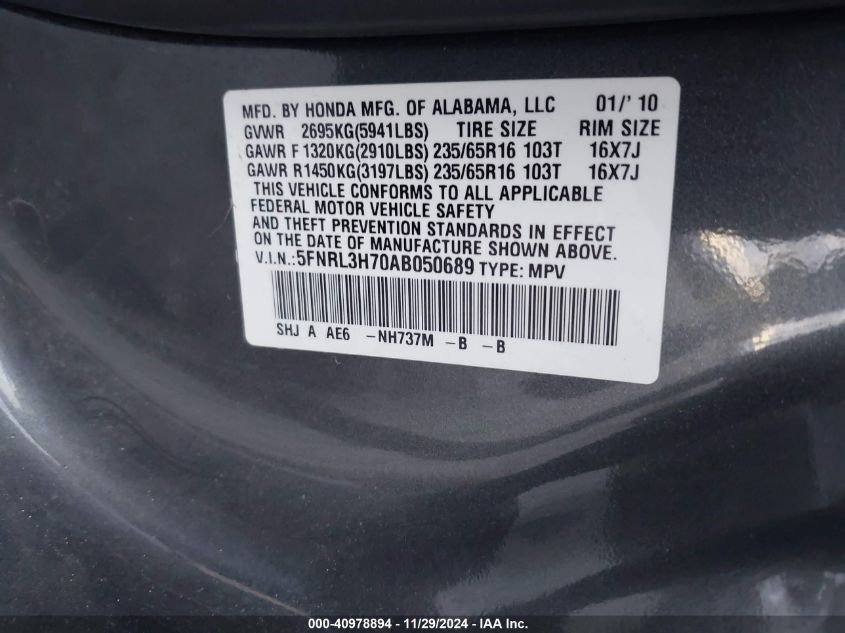 MFD. BY HONDA MFG. OF ALABAMA, LLC 01/'10
GVWR 2695KG(5941LBS) TIRE SIZE RIM SIZE
GAWR F 1320KG(2910LBS) 235/65R16 103T 16X7J
GAWR R1450KG(3197LBS) 235/65R16 103T 16X7J
THIS VEHICLE CONFORMS TO ALL APPLICABLE
FEDERAL MOTOR VEHICLE SAFETY
AND THEFT PREVENTION STANDARDS IN EFFECT
ON THE DATE OF MANUFACTURE SHOWN ABOVE.
V.I.N.:5FNRL3H70AB050689 TYPE: MPV
SHJ A AE6 -NH737M -B -B
000-40978894 - 11/29/2024 - IAA Inc.